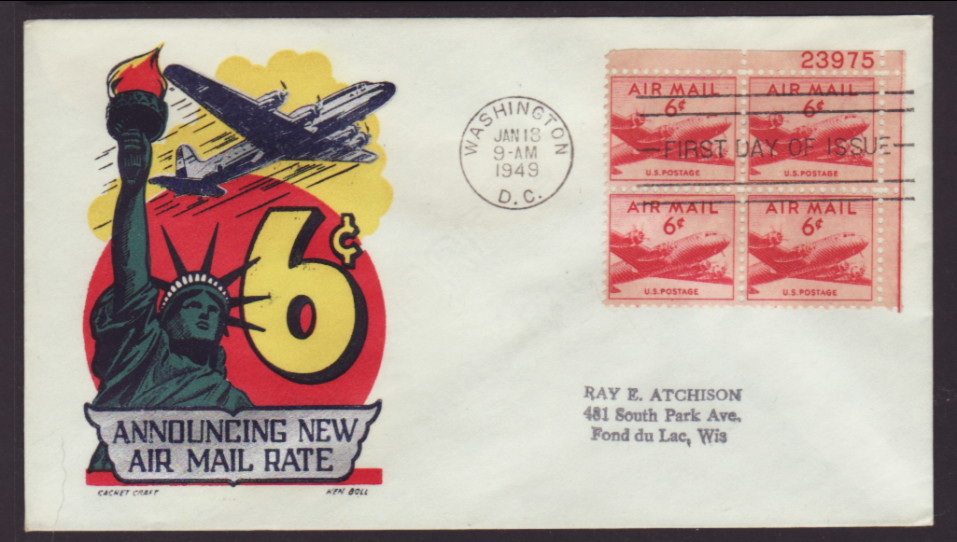 6¢
ANNOUNCING NEW
AIR MAIL RATE
CACHET CRAFT
KEN BOLL
WASHINGTON
JAN 18
9-AM
1949
D.C.
23975
AIR MAIL
6¢
U.S. POSTAGE
AIR MAIL
6¢
U.S. POSTAGE
FIRST DAY OF ISSUE
AIR MAIL
6¢
U.S. POSTAGE
AIR MAIL
6¢
U.S. POSTAGE
RAY E. ATCHISON
481 South Park Ave.
Fond du Lac, Wis